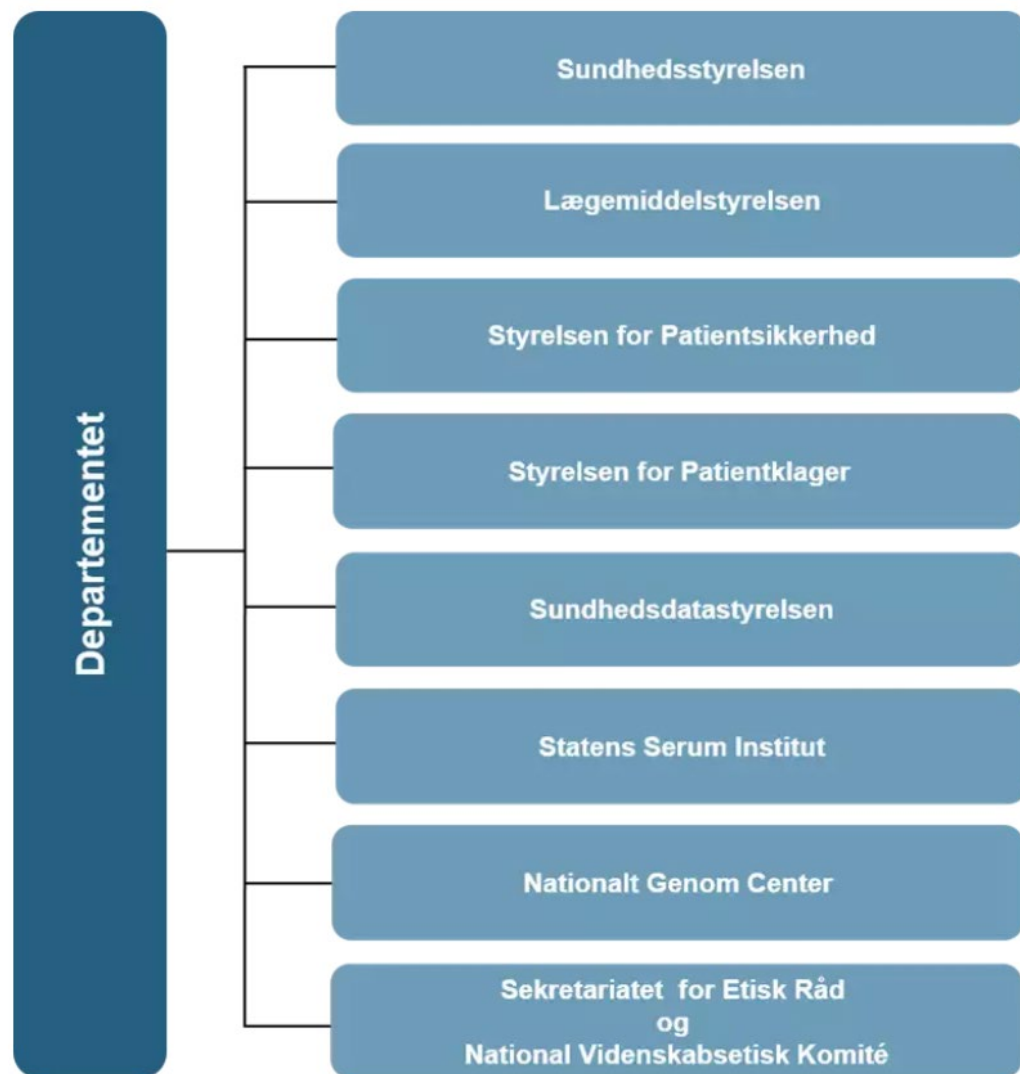 Departementet
Sundhedsstyrelsen
Lægemiddelstyrelsen
Styrelsen for Patientsikkerhed
Styrelsen for Patientklager
Sundhedsdatastyrelsen
Statens Serum Institut
Nationalt Genom Center
Sekretariatet for Etisk Råd
og
National Videnskabsetisk Komité